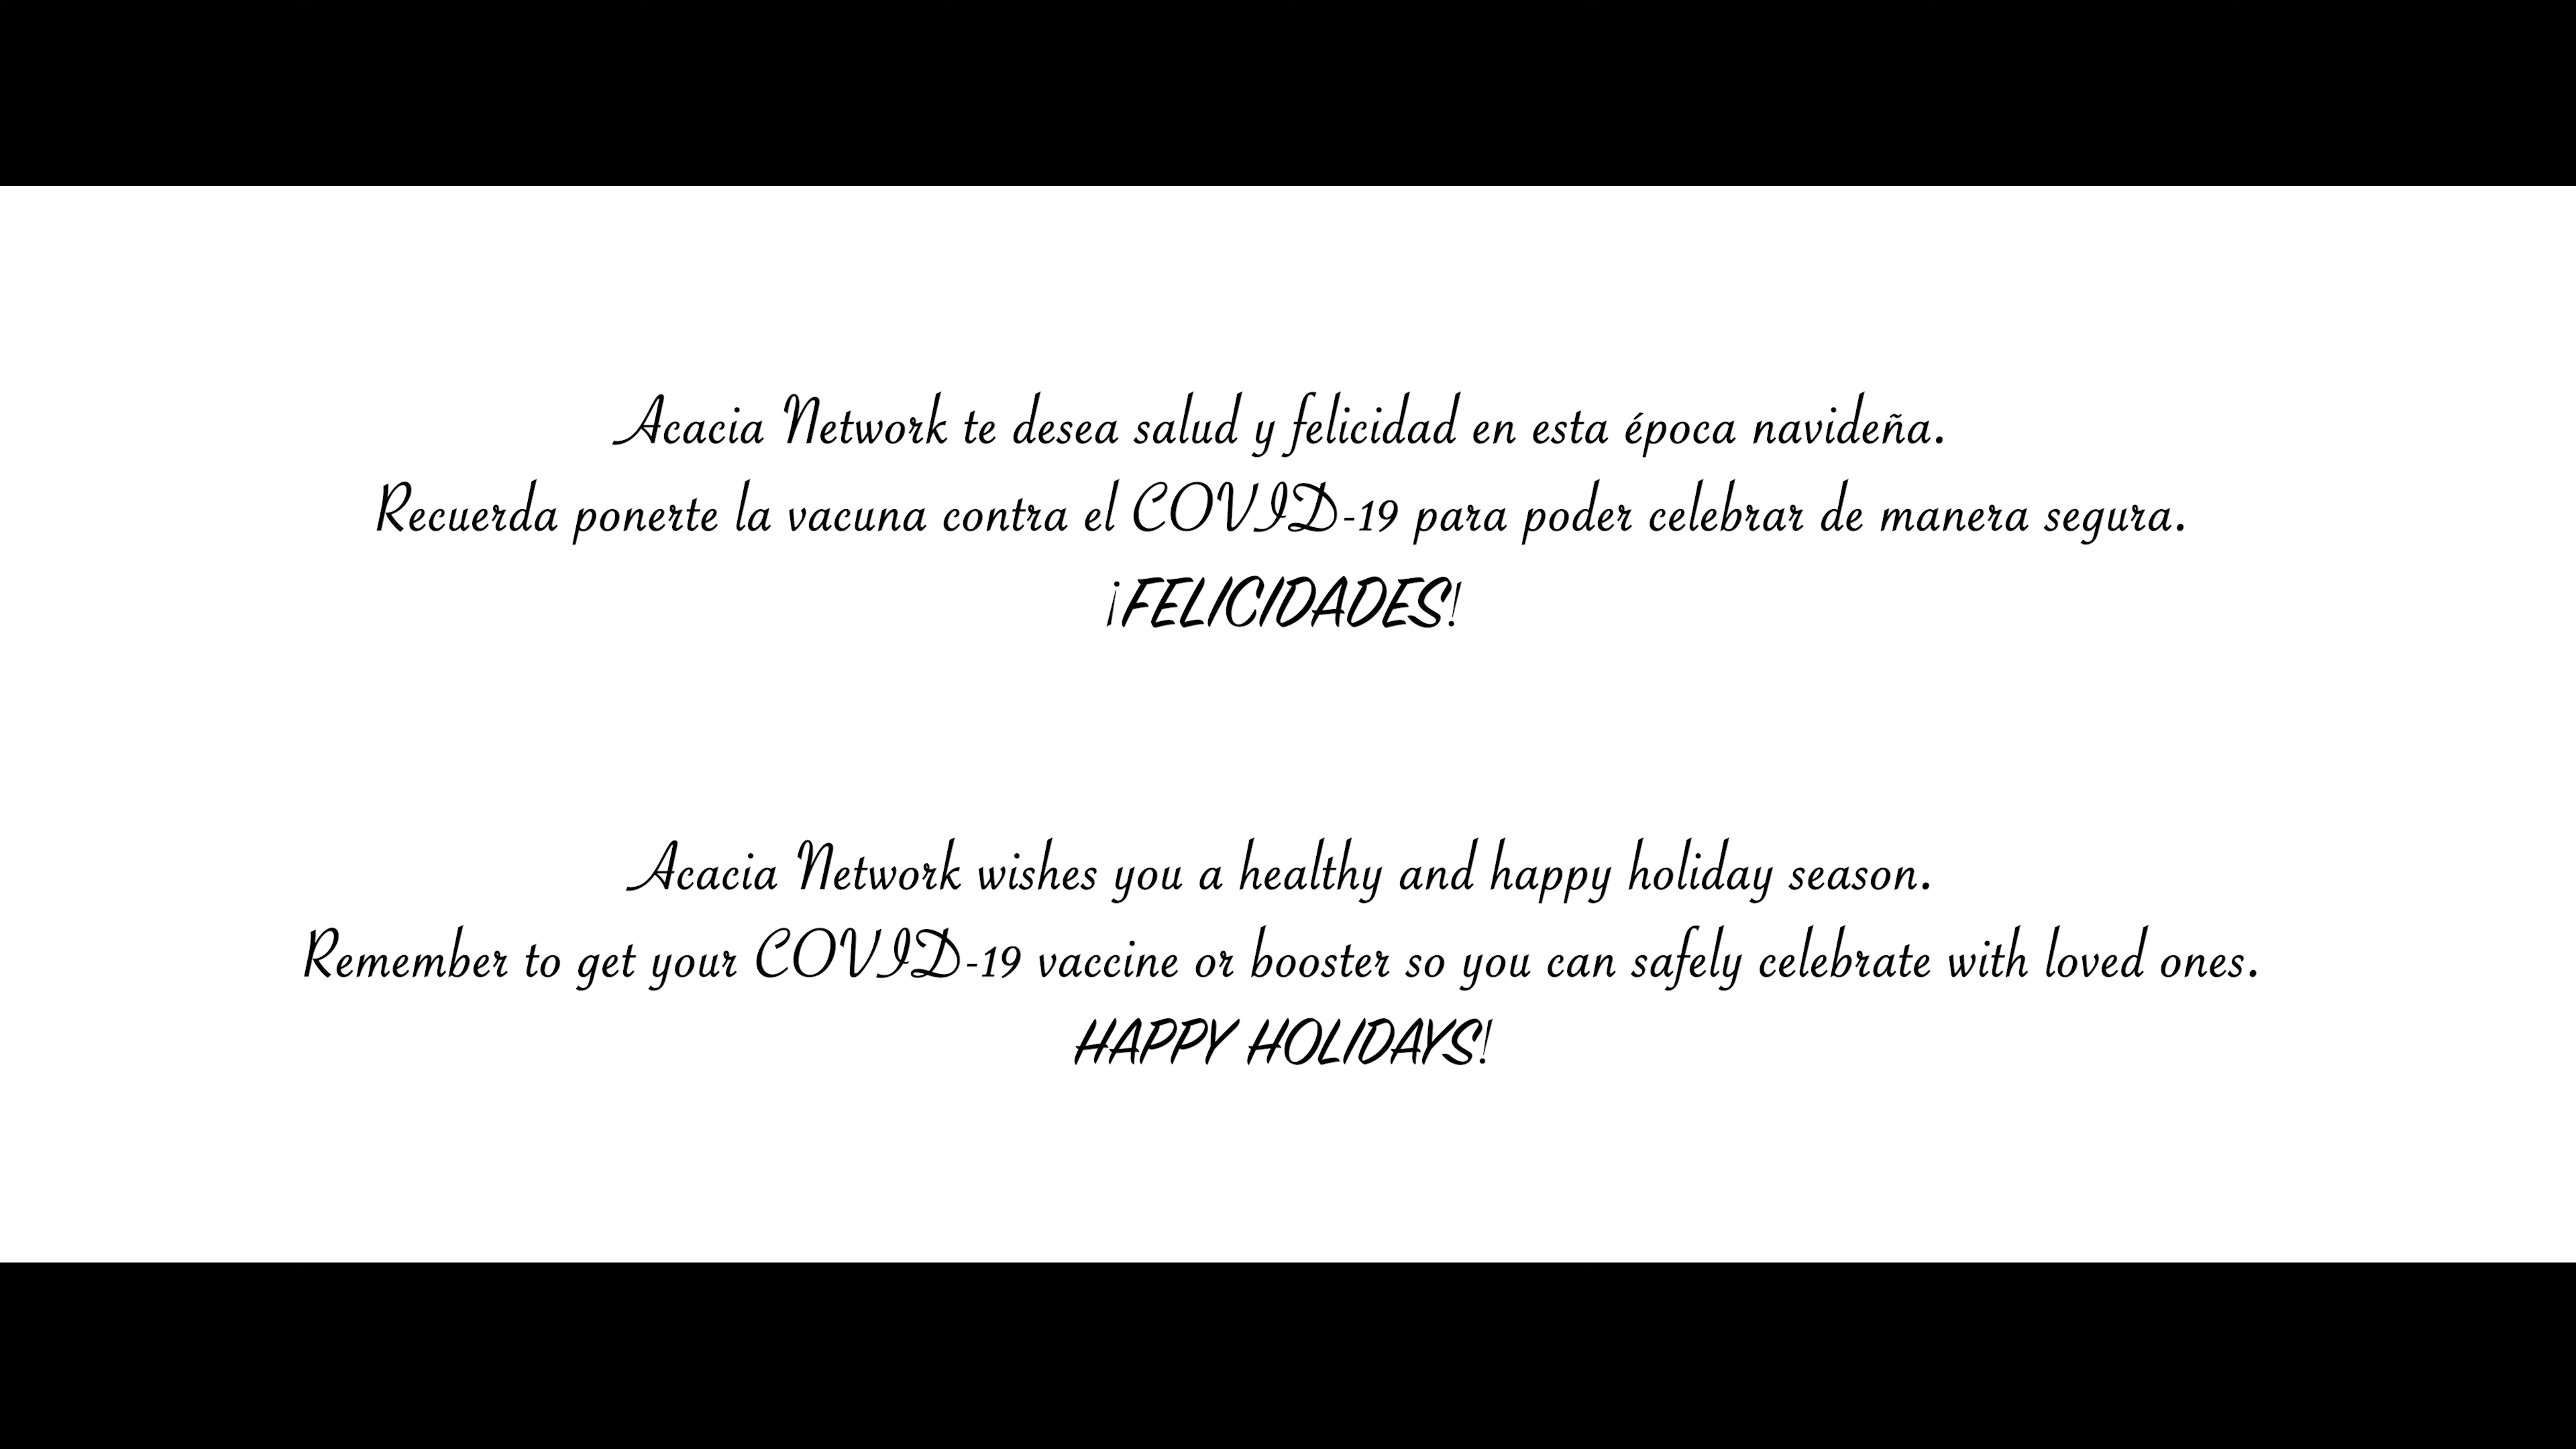 Acacia Network te desea salud y felicidad en esta época navideña.
Recuerda ponerte la vacuna contra el COVID-19 para poder celebrar de manera segura.
¡FELICIDADES!
Acacia Network wishes you a healthy and happy holiday season.
Remember to get your COVID-19 vaccine or booster so you can safely celebrate with loved ones.
HAPPY HOLIDAYS!